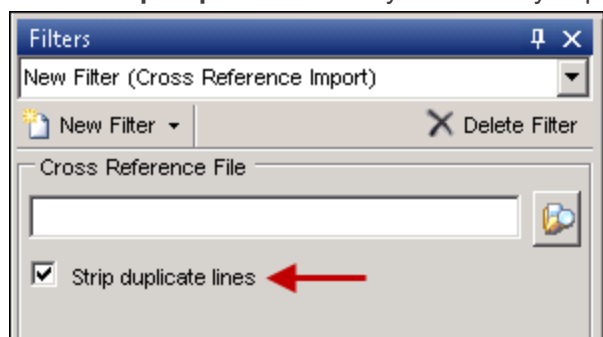 Filters
New Filter (Cross Reference Import)
New Filter Delete Filter
Cross Reference File
Strip duplicate lines